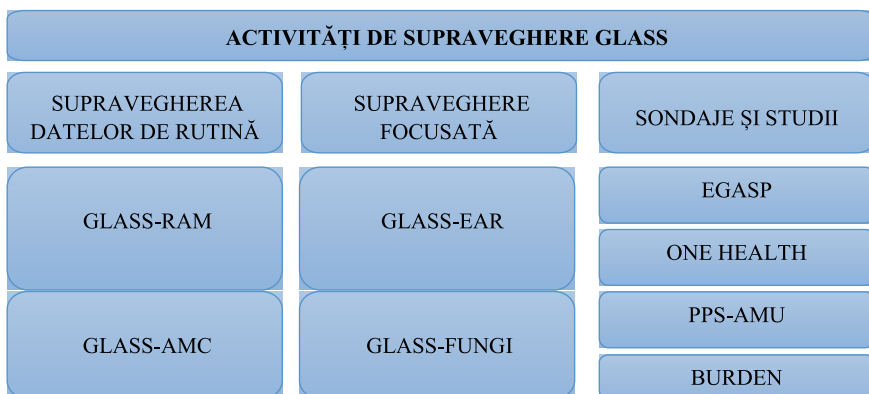 ACTIVITĂȚI DE SUPRAVEGHERE GLASS
SUPRAVEGHEREA
DATELOR DE RUTINĂ
SUPRAVEGHERE
FOCUSATĂ
SONDAJE ȘI STUDII
GLASS-RAM
GLASS-EAR
EGASP
ONE HEALTH
GLASS-AMC
GLASS-FUNGI
PPS-AMU
BURDEN